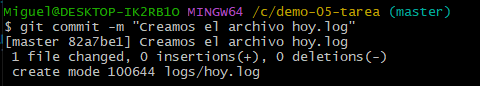 Miguel@DESKTOP-IK2RB1O MINGW64 /c/demo-05-tarea (master)
$ git commit -m "Creamos el archivo hoy.log"
[master 82a7be1] Creamos el archivo hoy.log
 1 file changed, 0 insertions(+), 0 deletions(-)
 create mode 100644 logs/hoy.log